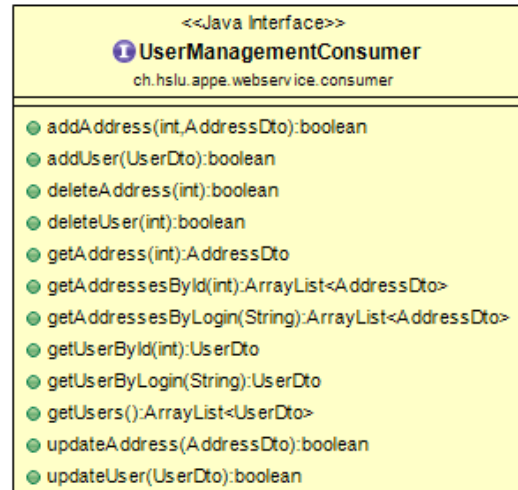 <<Java Interface>>
I UserManagementConsumer
ch.hslu.appe.webservice.consumer
addAddress(int,AddressDto):boolean
addUser(UserDto):boolean
deleteAddress(int):boolean
deleteUser(int):boolean
getAddress(int):AddressDto
getAddressesById(int):ArrayList<AddressDto>
getAddressesByLogin(String):ArrayList<AddressDto>
getUserById(int):UserDto
getUserByLogin(String):UserDto
getUsers():ArrayList<UserDto>
updateAddress(AddressDto):boolean
updateUser(UserDto):boolean